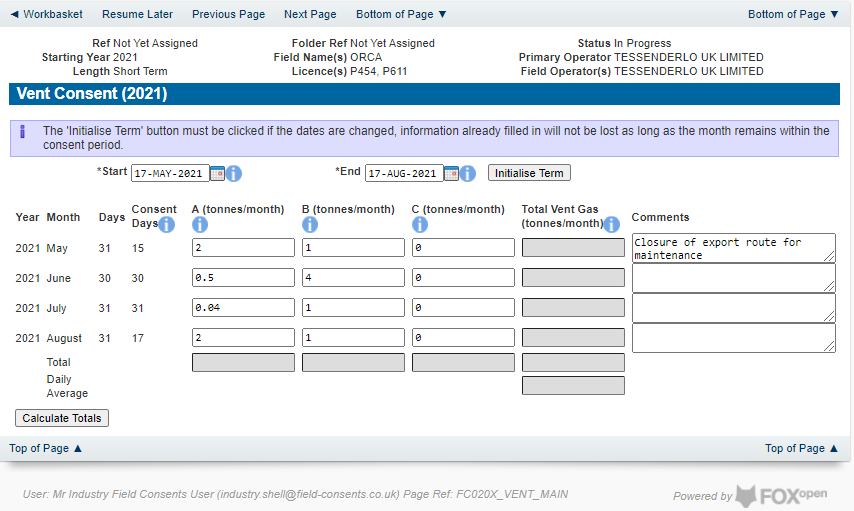 ◄ Workbasket Resume Later Previous Page Next Page Bottom of Page ▼ Bottom of Page ▼
Ref Not Yet Assigned Folder Ref Not Yet Assigned Status In Progress
Starting Year 2021 Field Name(s) ORCA Primary Operator TESSENDERLO UK LIMITED
Length Short Term Licence(s) P454, P611 Field Operator(s) TESSENDERLO UK LIMITED
Vent Consent (2021)
i The 'Initialise Term' button must be clicked if the dates are changed, information already filled in will not be lost as long as the month remains within the
consent period.
*Start 17-MAY-2021 i *End 17-AUG-2021 i Initialise Term
Year Month Days Consent Days i A (tonnes/month) i B (tonnes/month) i C (tonnes/month) i Total Vent Gas (tonnes/month) i Comments
2021 May 31 15 2 1 0 Closure of export route for
maintenance
2021 June 30 30 0.5 4 0
2021 July 31 31 0.04 1 0
2021 August 31 17 2 1 0
Total
Daily
Average
Calculate Totals
Top of Page ▲ Top of Page ▲
User: Mr Industry Field Consents User (industry.shell@field-consents.co.uk) Page Ref: FC020X_VENT_MAIN Powered by FOXopen